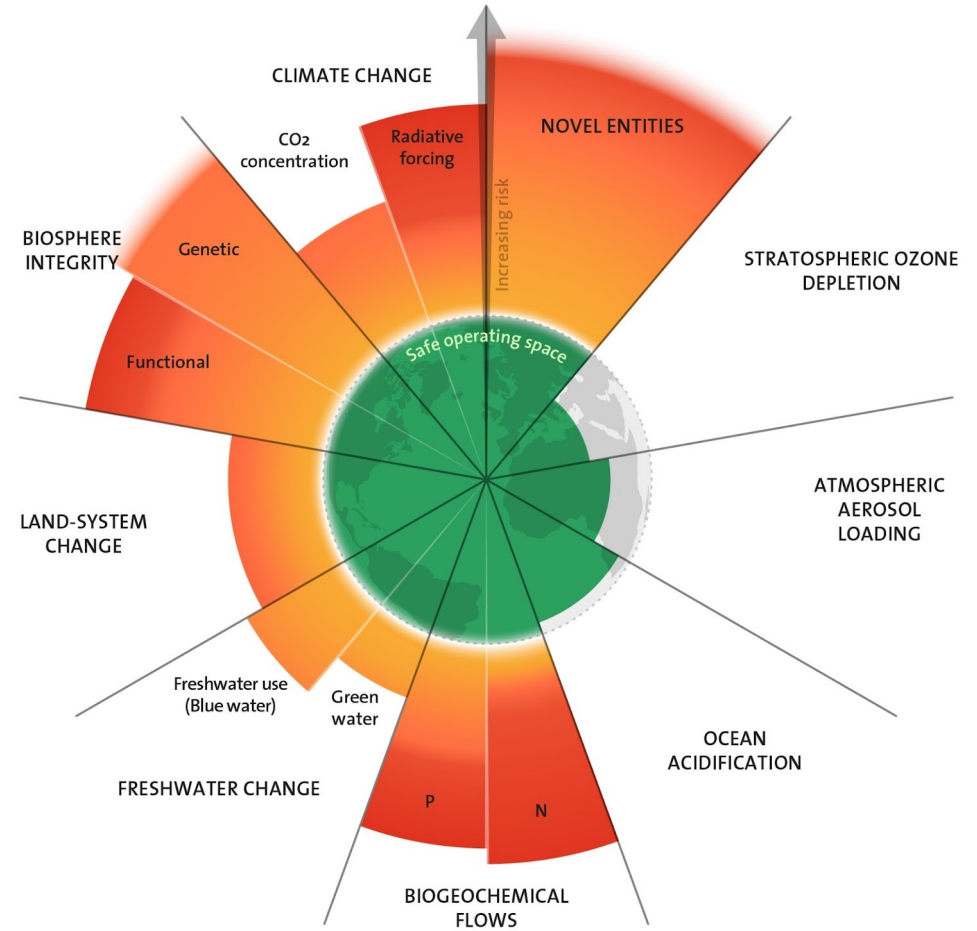 CLIMATE CHANGE
CO2
concentration
Radiative
forcing
Increasing risk
NOVEL ENTITIES
STRATOSPHERIC OZONE
DEPLETION
ATMOSPHERIC
AEROSOL
LOADING
OCEAN
ACIDIFICATION
BIOGEOCHEMICAL
FLOWS
P
N
FRESHWATER CHANGE
Freshwater use
(Blue water)
Green
water
LAND-SYSTEM
CHANGE
BIOSPHERE
INTEGRITY
Genetic
Functional
Safe operating space